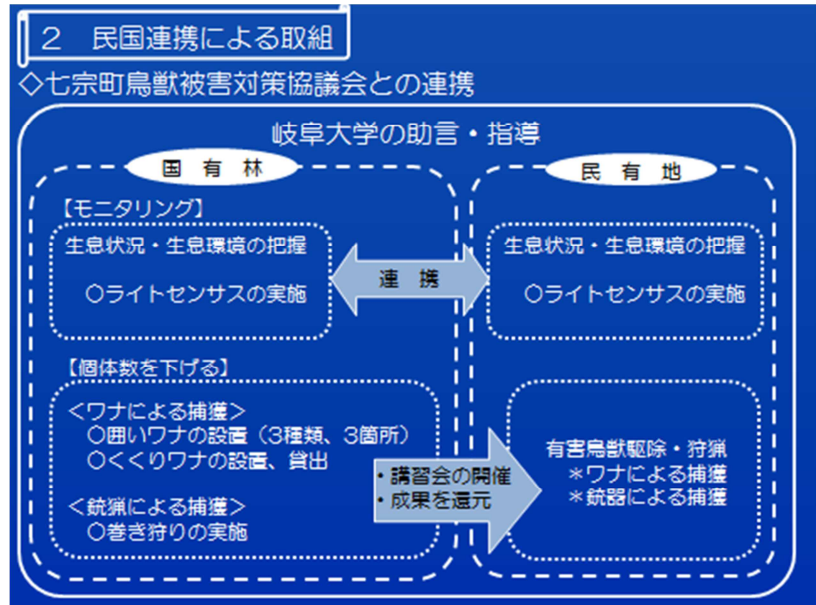 2　民国連携による取組
◇七宗町鳥獣被害対策協議会との連携
岐阜大学の助言・指導
国有林
【モニタリング】
生息状況・生息環境の把握
○ライトセンサスの実施
連携
民有地
生息状況・生息環境の把握
○ライトセンサスの実施
【個体数を下げる】
＜ワナによる捕獲＞
○囲いワナの設置（3種類、3箇所）
○くくりワナの設置、貸出
＜銃猟による捕獲＞
○巻き狩りの実施
・講習会の開催
・成果を還元
有害鳥獣駆除・狩猟
＊ワナによる捕獲
＊銃器による捕獲